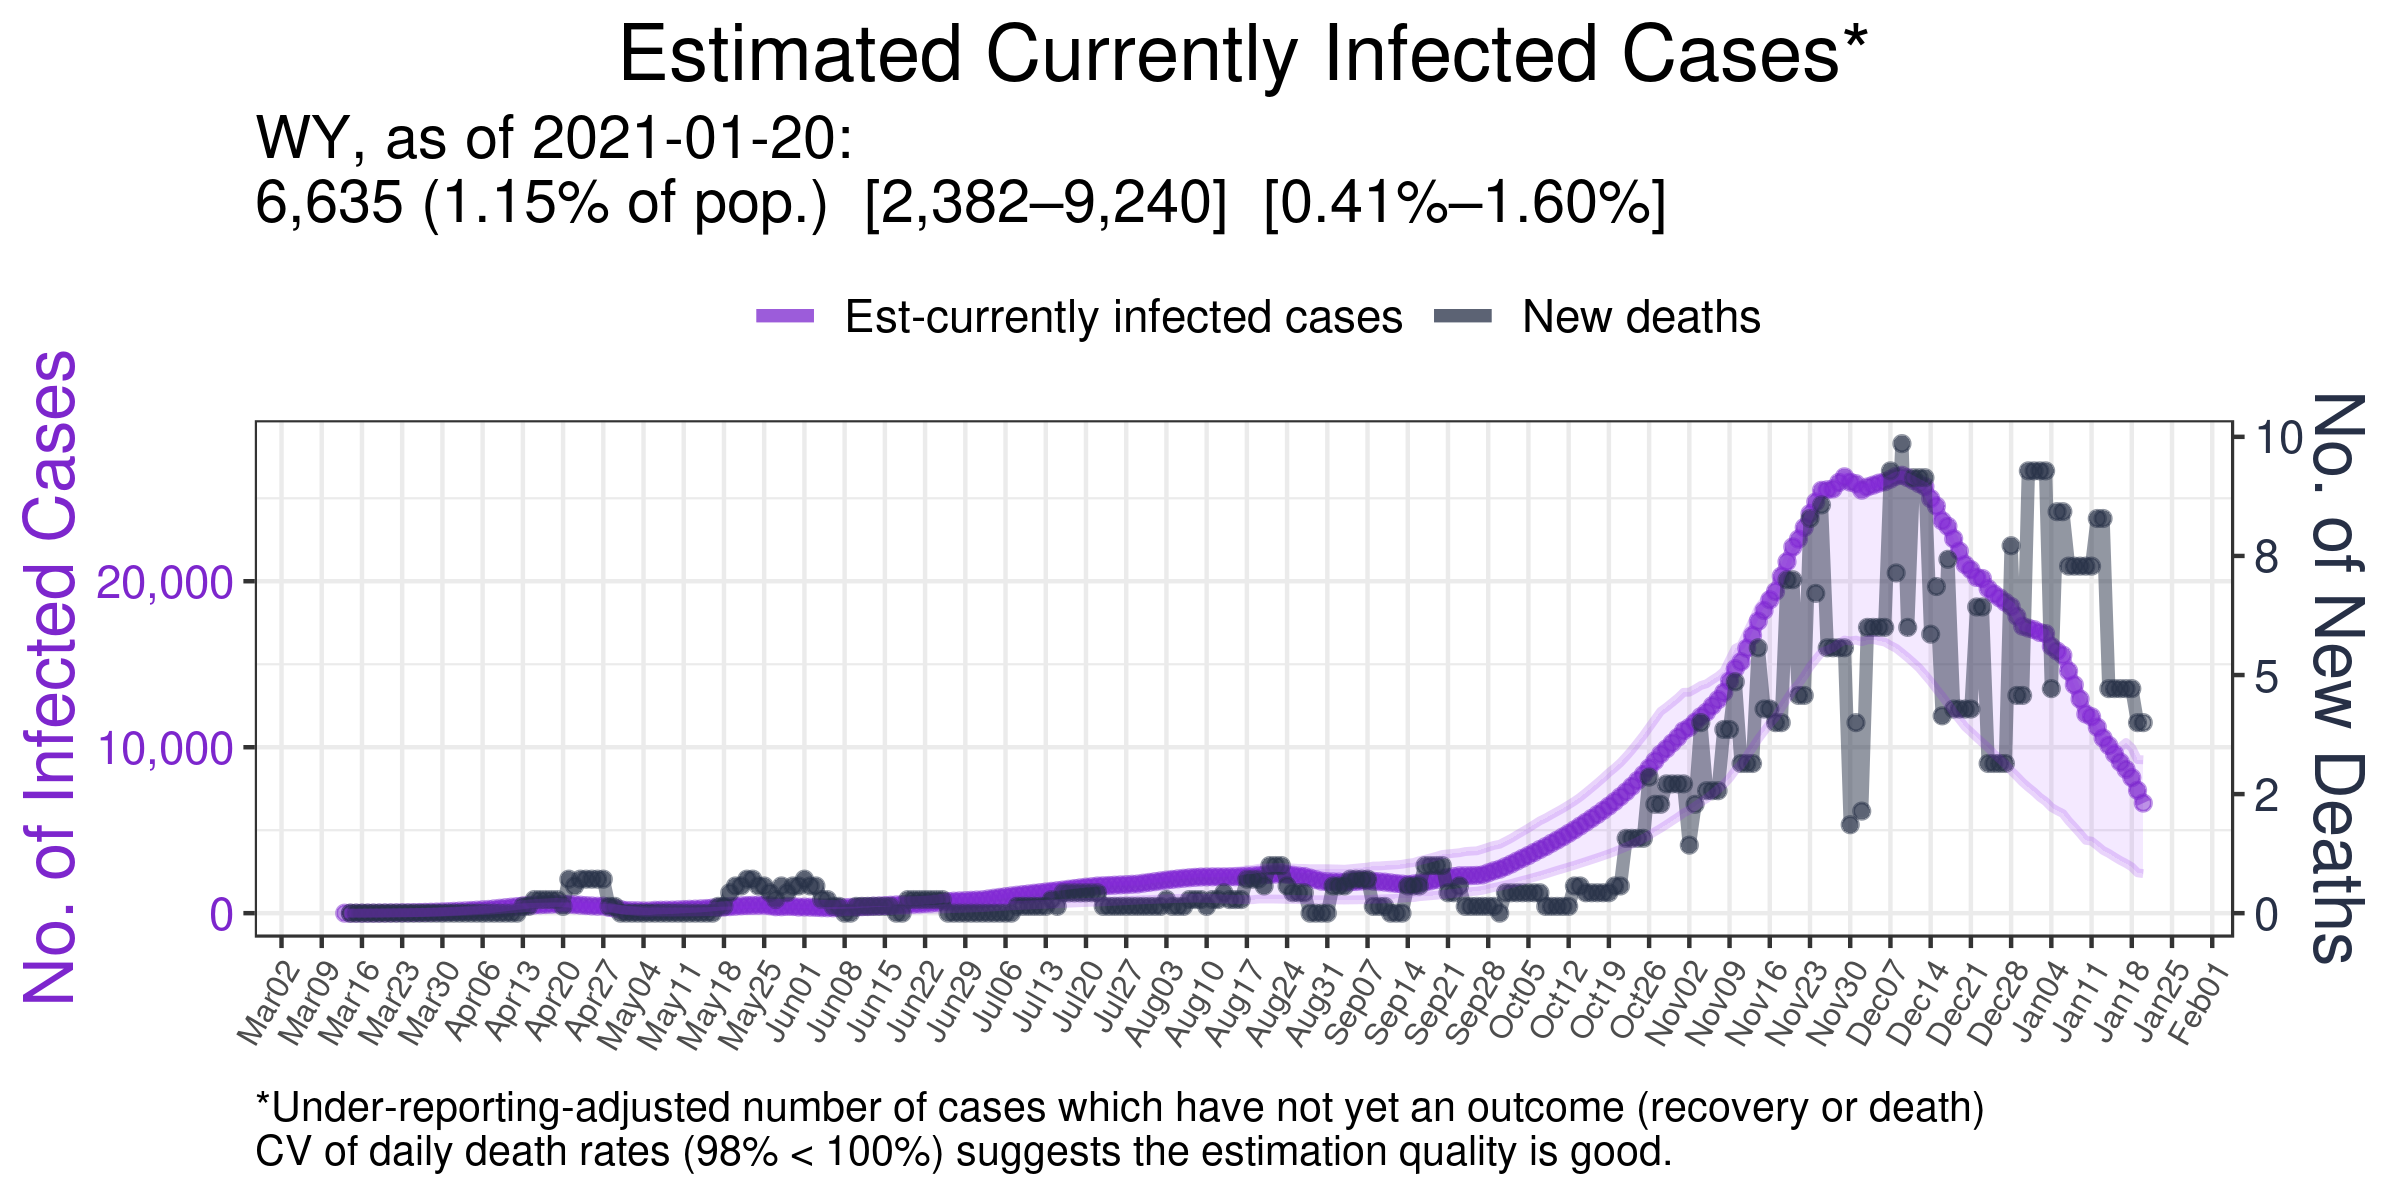 Estimated Currently Infected Cases*
WY, as of 2021-01-20:
6,635 (1.15% of pop.)  [2,382–9,240]  [0.41%–1.60%]
Est-currently infected cases
New deaths
No. of Infected Cases
20,000
10,000
0
10
8
5
2
0
No. of New Deaths
Mar02
Mar09
Mar16
Mar23
Mar30
Apr06
Apr13
Apr20
Apr27
May04
May11
May18
May25
Jun01
Jun08
Jun15
Jun22
Jun29
Jul06
Jul13
Jul20
Jul27
Aug03
Aug10
Aug17
Aug24
Aug31
Sep07
Sep14
Sep21
Sep28
Oct05
Oct12
Oct19
Oct26
Nov02
Nov09
Nov16
Nov23
Nov30
Dec07
Dec14
Dec21
Dec28
Jan04
Jan11
Jan18
Jan25
Feb01
*Under-reporting-adjusted number of cases which have not yet an outcome (recovery or death)
CV of daily death rates (98% < 100%) suggests the estimation quality is good.